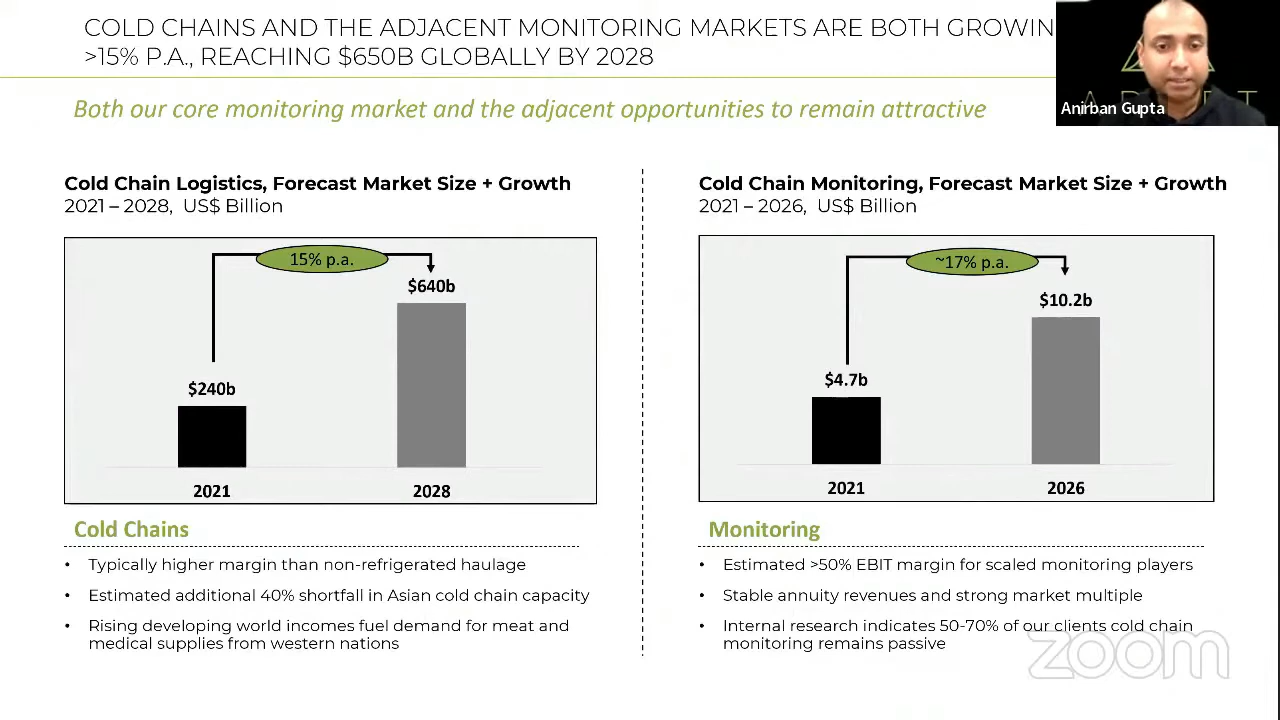 COLD CHAINS AND THE ADJACENT MONITORING MARKETS ARE BOTH GROWIN
>15% P.A., REACHING $650B GLOBALLY BY 2028
Anirban Gupta
Both our core monitoring market and the adjacent opportunities to remain attractive
Cold Chain Logistics, Forecast Market Size + Growth
2021 – 2028, US$ Billion
15% p.a.
$640b
$240b
2021 2028
Cold Chains
• Typically higher margin than non-refrigerated haulage
• Estimated additional 40% shortfall in Asian cold chain capacity
• Rising developing world incomes fuel demand for meat and
medical supplies from western nations
Cold Chain Monitoring, Forecast Market Size + Growth
2021 – 2026, US$ Billion
~17% p.a.
$10.2b
$4.7b
2021 2026
Monitoring
• Estimated >50% EBIT margin for scaled monitoring players
• Stable annuity revenues and strong market multiple
• Internal research indicates 50-70% of our clients cold chain
monitoring remains passive
zoom